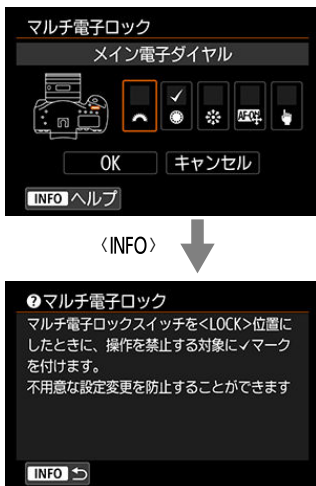 マルチ電子ロック
メイン電子ダイヤル
AF-ON
OK キャンセル
INFO ヘルプ
〈INFO〉
?マルチ電子ロック
マルチ電子ロックスイッチを<LOCK>位置に
したときに、操作を禁止する対象に✓マーク
を付けます。
不用意な設定変更を防止することができます
INFO